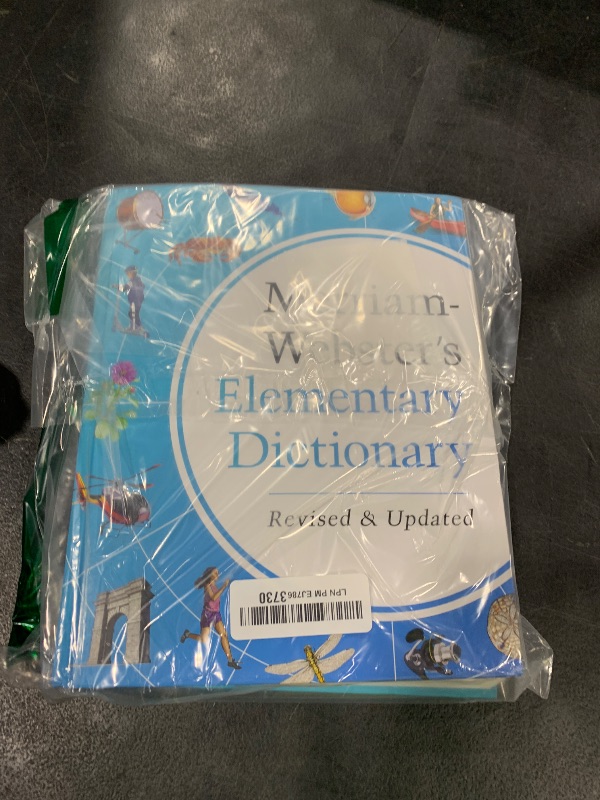 Merriam-
Webster's
Elementary
Dictionary
Revised & Updated
LPN PM EJ7863730